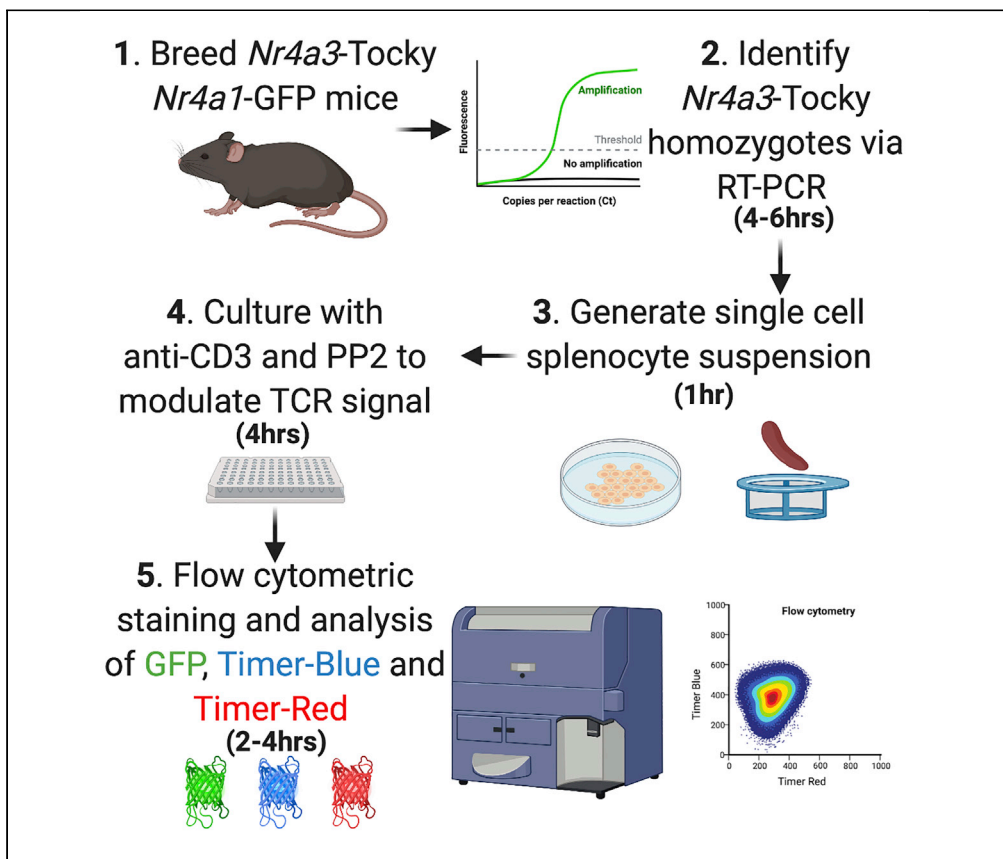 1. Breed Nr4a3-Tocky
Nr4a1-GFP mice
Fluorescence
Amplification
Threshold
No amplification
Copies per reaction (Ct)
2. Identify
Nr4a3-Tocky
homozygotes via
RT-PCR
(4-6hrs)
3. Generate single cell
splenocyte suspension
(1hr)
4. Culture with
anti-CD3 and PP2 to
modulate TCR signal
(4hrs)
5. Flow cytometric
staining and analysis
of GFP, Timer-Blue and
Timer-Red
(2-4hrs)
Flow cytometry
Timer Blue
1000
800
600
400
200
0
0 200 400 600 800 1000
Timer Red